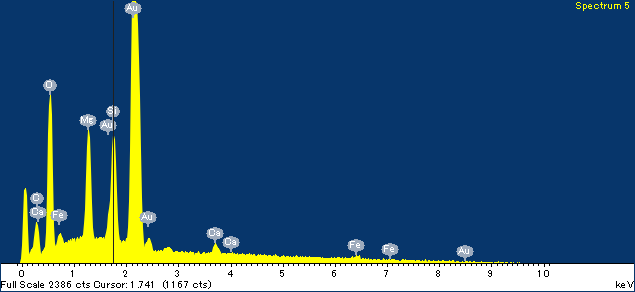 Spectrum 5
Au
O
Si
Mg
Au
C
Ca
Fe
Au
Ca
Ca
Fe
Fe
Au
0 1 2 3 4 5 6 7 8 9 10
Full Scale 2386 cts Cursor: 1.741 (1167 cts) keV